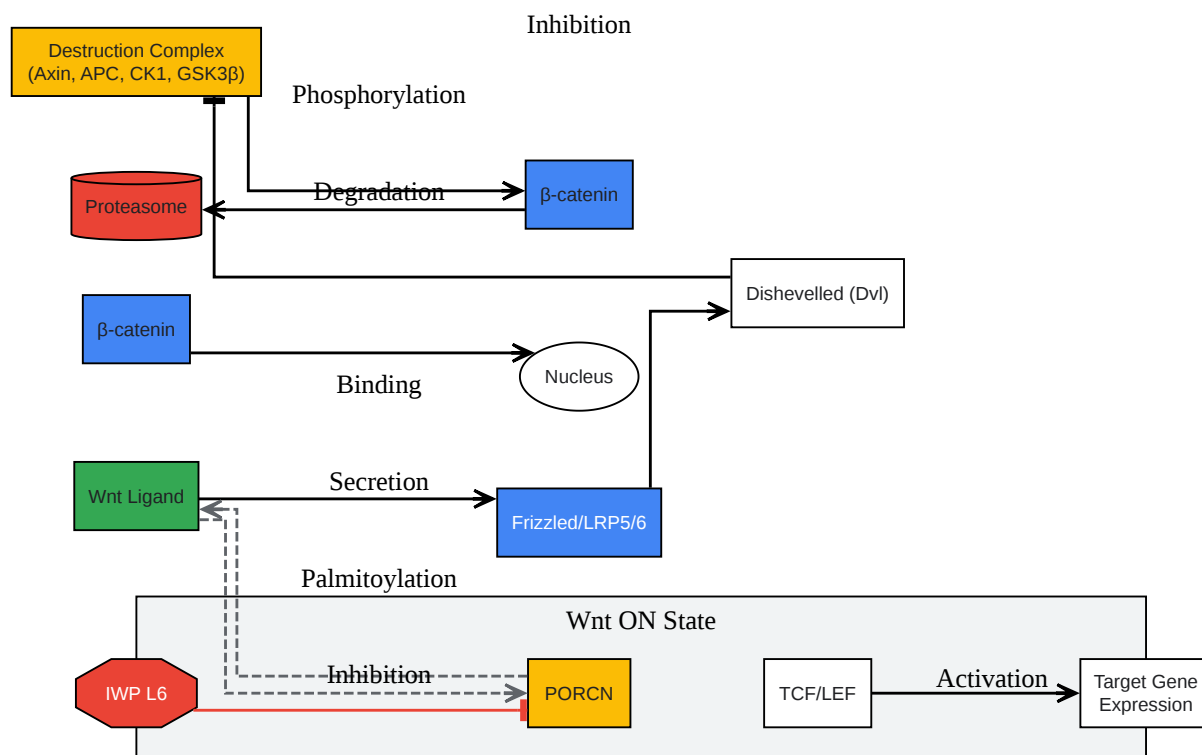 Inhibition
Destruction Complex
(Axin, APC, CK1, GSK3β)
Phosphorylation
Degradation
Proteasome
β-catenin
Dishevelled (Dvl)
β-catenin
Nucleus
Binding
Secretion
Wnt Ligand
Frizzled/LRP5/6
Palmitoylation
Wnt ON State
Inhibition
IWP L6
PORCN
TCF/LEF
Activation
Target Gene
Expression